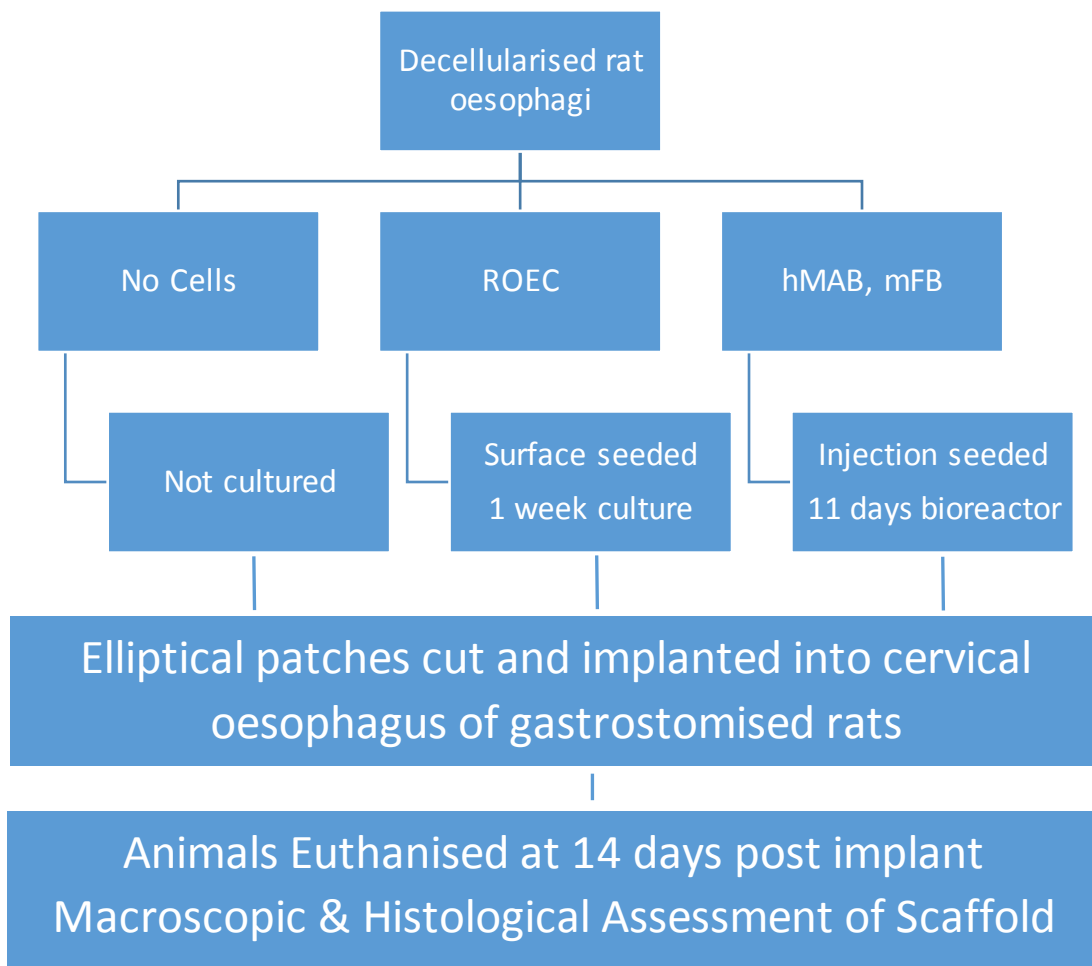 Decellularised rat
oesophagi
No Cells
ROEC
hMAB, mFB
Not cultured
Surface seeded
1 week culture
Injection seeded
11 days bioreactor
Elliptical patches cut and implanted into cervical
oesophagus of gastrostomised rats
Animals Euthanised at 14 days post implant
Macroscopic & Histological Assessment of Scaffold